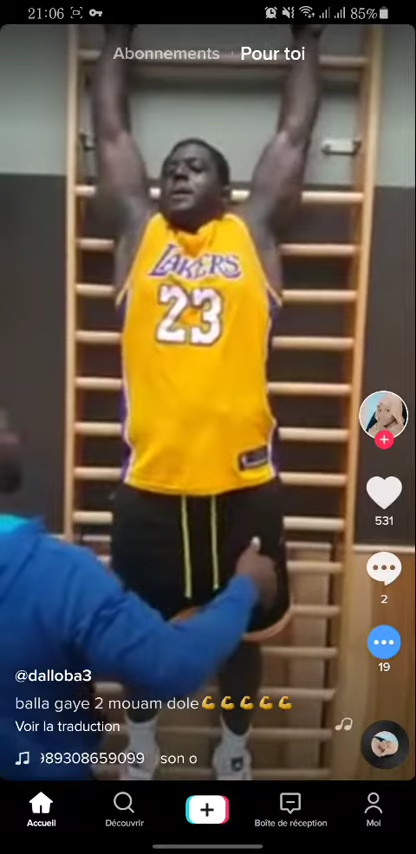 21:06
85%
Abonnements
Pour toi
LAKERS
23
531
2
19
@dalloba3
balla gaye 2 mouam dole💪💪💪💪💪
Voir la traduction
989308659099 son o
Accueil
Découvrir
Boîte de réception
Moi